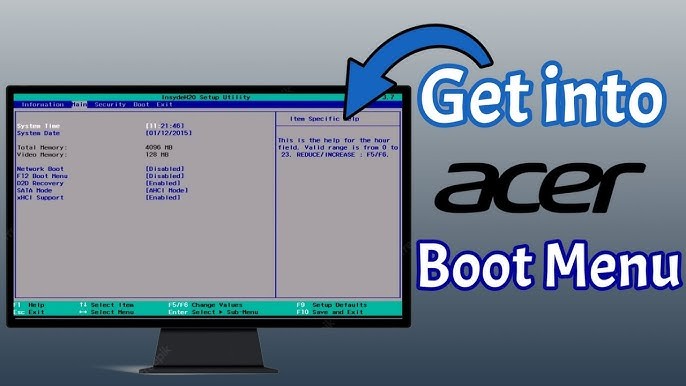 InsydeH20 Setup Utility 3.7
Information Main Security Boot Exit
Item Specific Help
System Time [11:21:46]
System Date [01/12/2015]
This is the help for the hour
field. Valid range is from 0 to
23. REDUCE/INCREASE : F5/F6.
Total Memory: 4096 MB
Video Memory: 128 MB
Network Boot [Disabled]
F12 Boot Menu [Disabled]
D2D Recovery [Enabled]
SATA Mode [AHCI Mode]
xHCI Support [Enabled]
F1 Help ↑↓ Select Item F5/F6 Change Values F9 Setup Defaults
Esc Exit ←→ Select Menu Enter Select ▸ Sub-Menu F10 Save and Exit
Get into
acer
Boot Menu